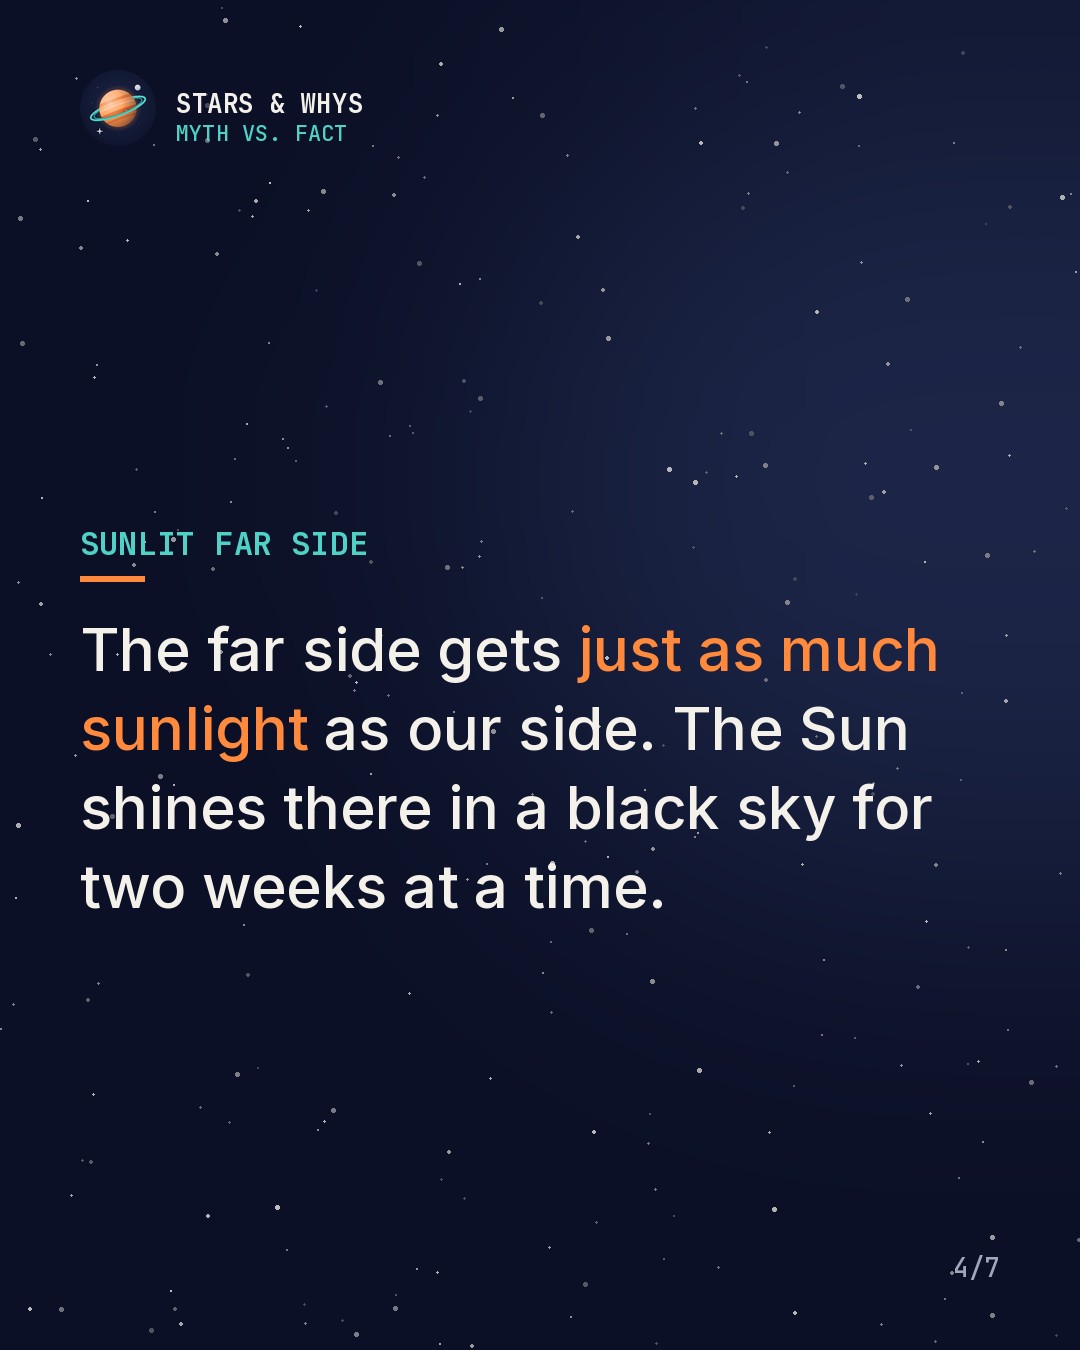 STARS & WHYS
MYTH VS. FACT
SUNLIT FAR SIDE
The far side gets just as much
sunlight as our side. The Sun
shines there in a black sky for
two weeks at a time.
4/7